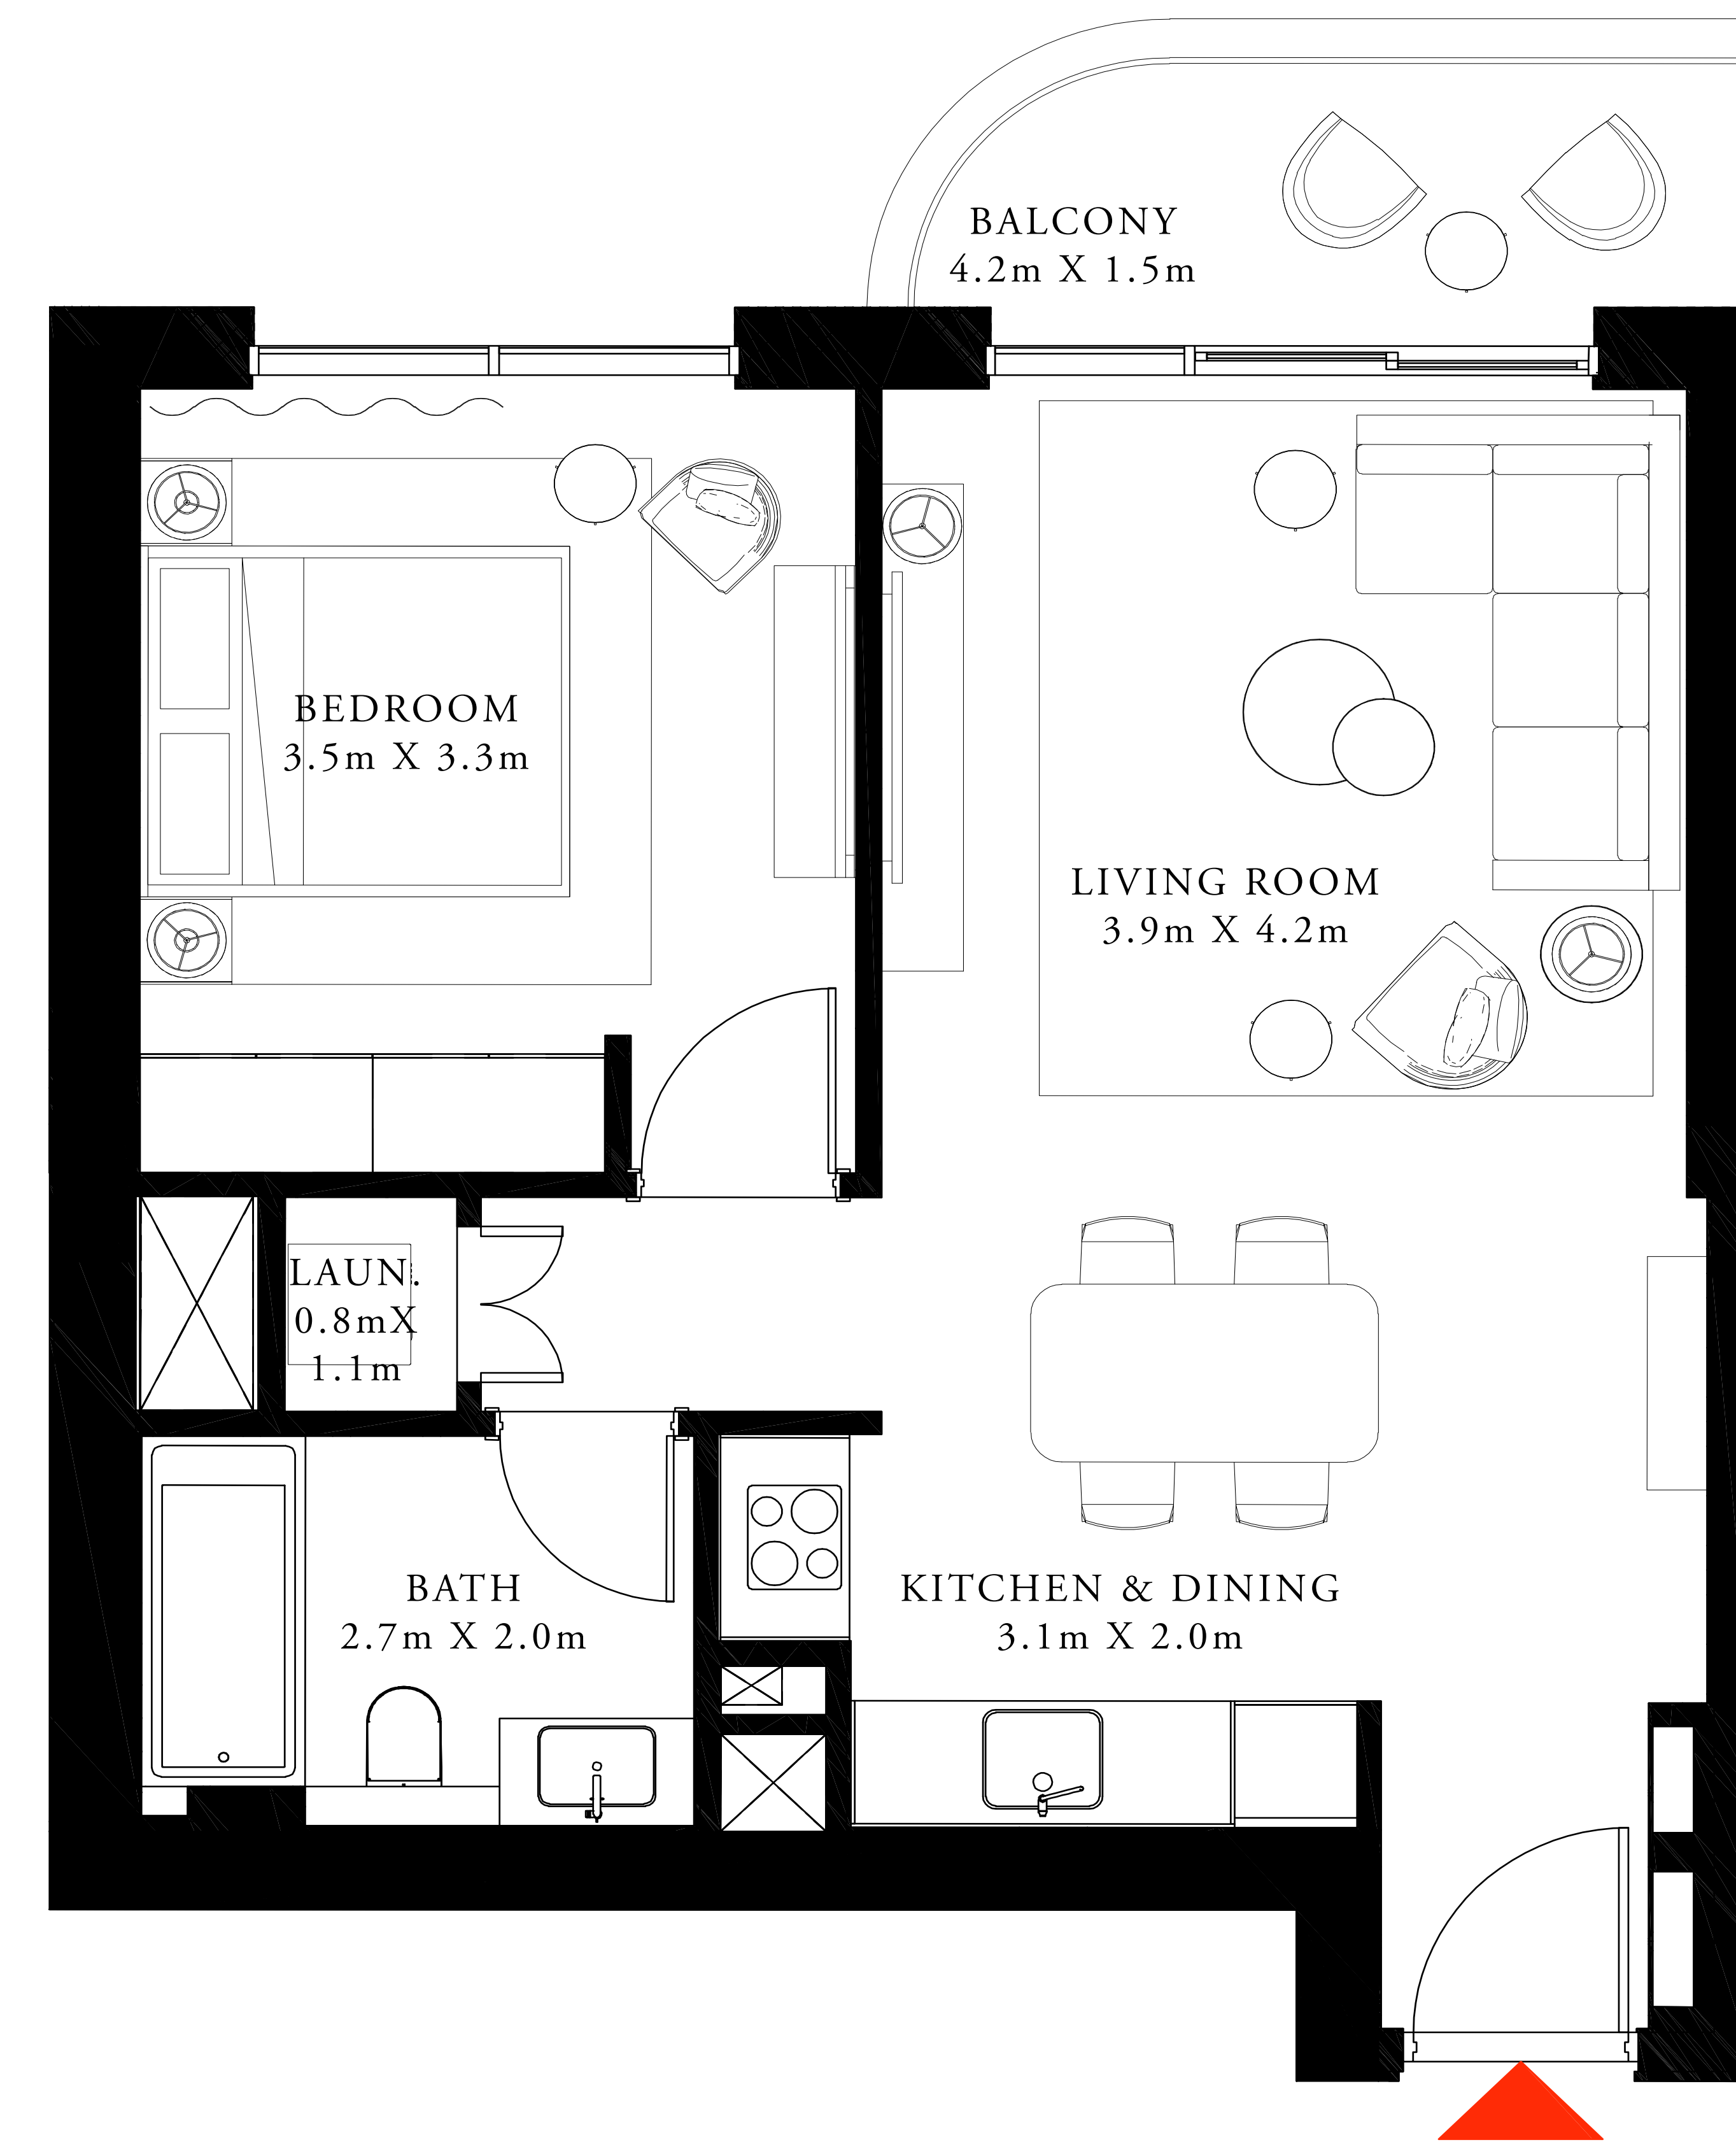 BALCONY
4.2m X 1.5m
BEDROOM
3.5m X 3.3m
LIVING ROOM
3.9m X 4.2m
LAUN.
0.8mX
1.1m
BATH
2.7m X 2.0m
KITCHEN & DINING
3.1m X 2.0m